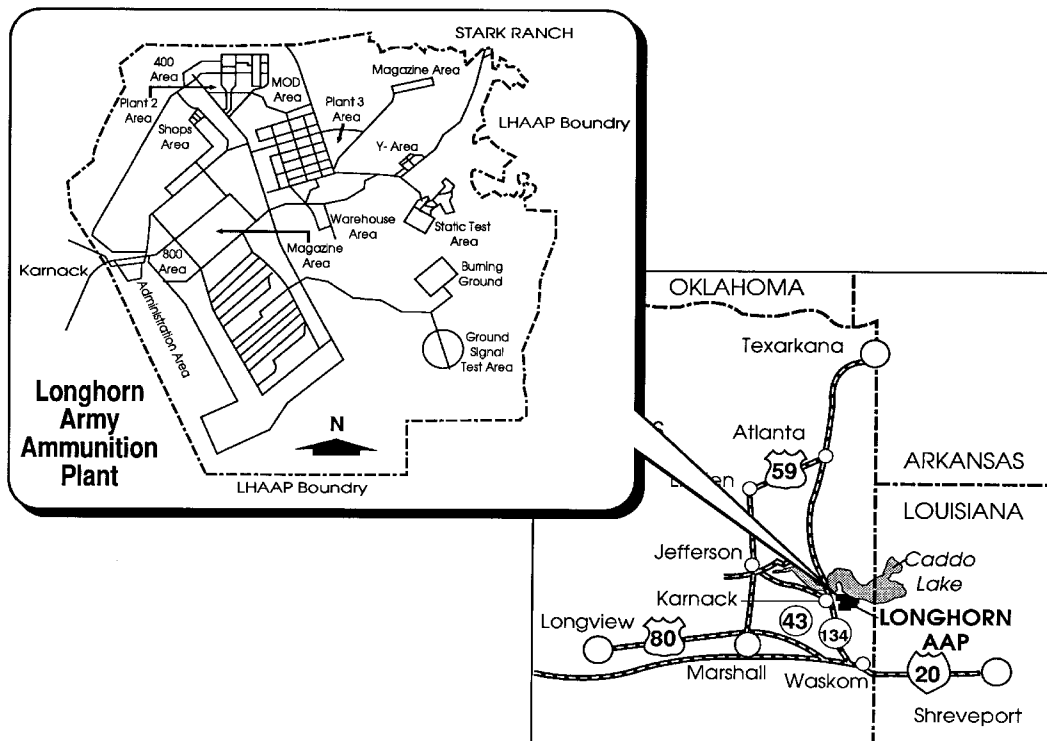 STARK RANCH
400
Area
MOD
Area
Magazine Area
Plant 2
Area
Plant 3
Area
LHAAP Boundry
Shops
Area
Y- Area
Warehouse
Area
Static Test
Area
Magazine
Area
800
Area
Karnack
Burning
Ground
Administration Area
Ground
Signal
Test Area
Longhorn
Army
Ammunition
Plant
N
LHAAP Boundry
OKLAHOMA
Texarkana
Atlanta
59
ARKANSAS
LOUISIANA
Jefferson
Caddo
Lake
Karnack
LONGHORN
AAP
43
134
Longview
80
Marshall
Waskom
20
Shreveport